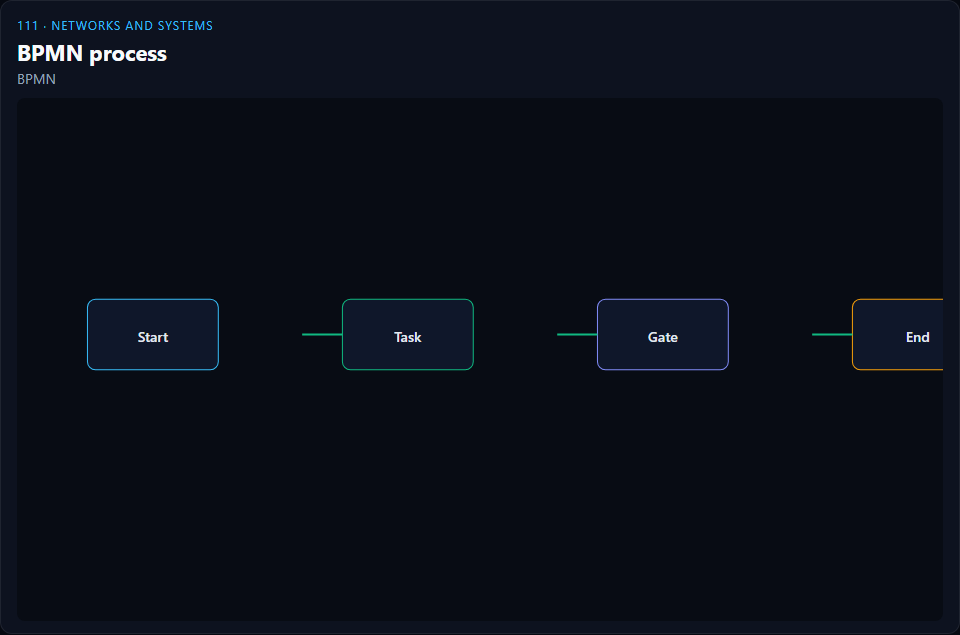 111 · NETWORKS AND SYSTEMS
BPMN process
BPMN
Start
Task
Gate
End